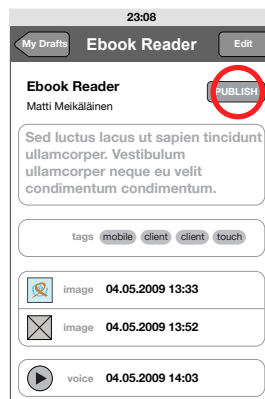 23:08
My Drafts Ebook Reader Edit
Ebook Reader PUBLISH
Matti Meikäläinen
Sed luctus lacus ut sapien tincidunt
ullamcorper. Vestibulum
ullamcorper neque eu velit
condimentum condimentum.
tags mobile client client touch
image 04.05.2009 13:33
image 04.05.2009 13:52
voice 04.05.2009 14:03